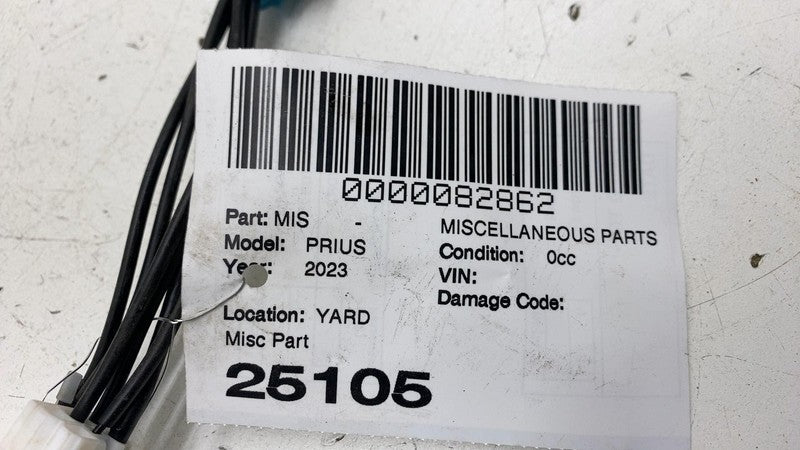 0000082862
Part: MIS - MISCELLANEOUS PARTS
Model: PRIUS Condition: 0cc
Year: 2023 VIN:
Damage Code:
Location: YARD
Misc Part
25105